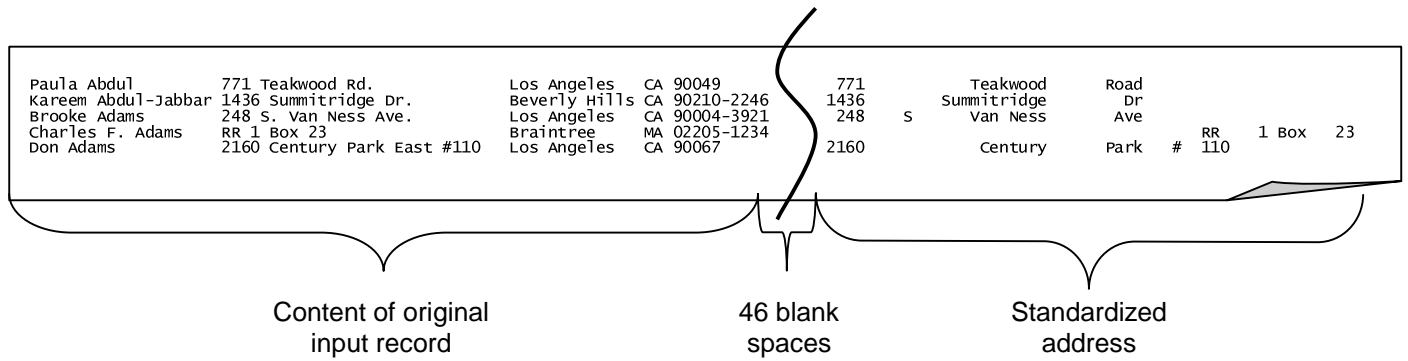 Paula Abdul 771 Teakwood Rd. Los Angeles CA 90049 771 Teakwood Road
Kareem Abdul-Jabbar 1436 Summitridge Dr. Beverly Hills CA 90210-2246 1436 Summitridge Dr
Brooke Adams 248 S. Van Ness Ave. Los Angeles CA 90004-3921 248 S Van Ness Ave
Charles F. Adams RR 1 Box 23 Braintree MA 02205-1234 RR 1 Box 23
Don Adams 2160 Century Park East #110 Los Angeles CA 90067 2160 Century Park # 110
Content of original
input record
46 blank
spaces
Standardized
address